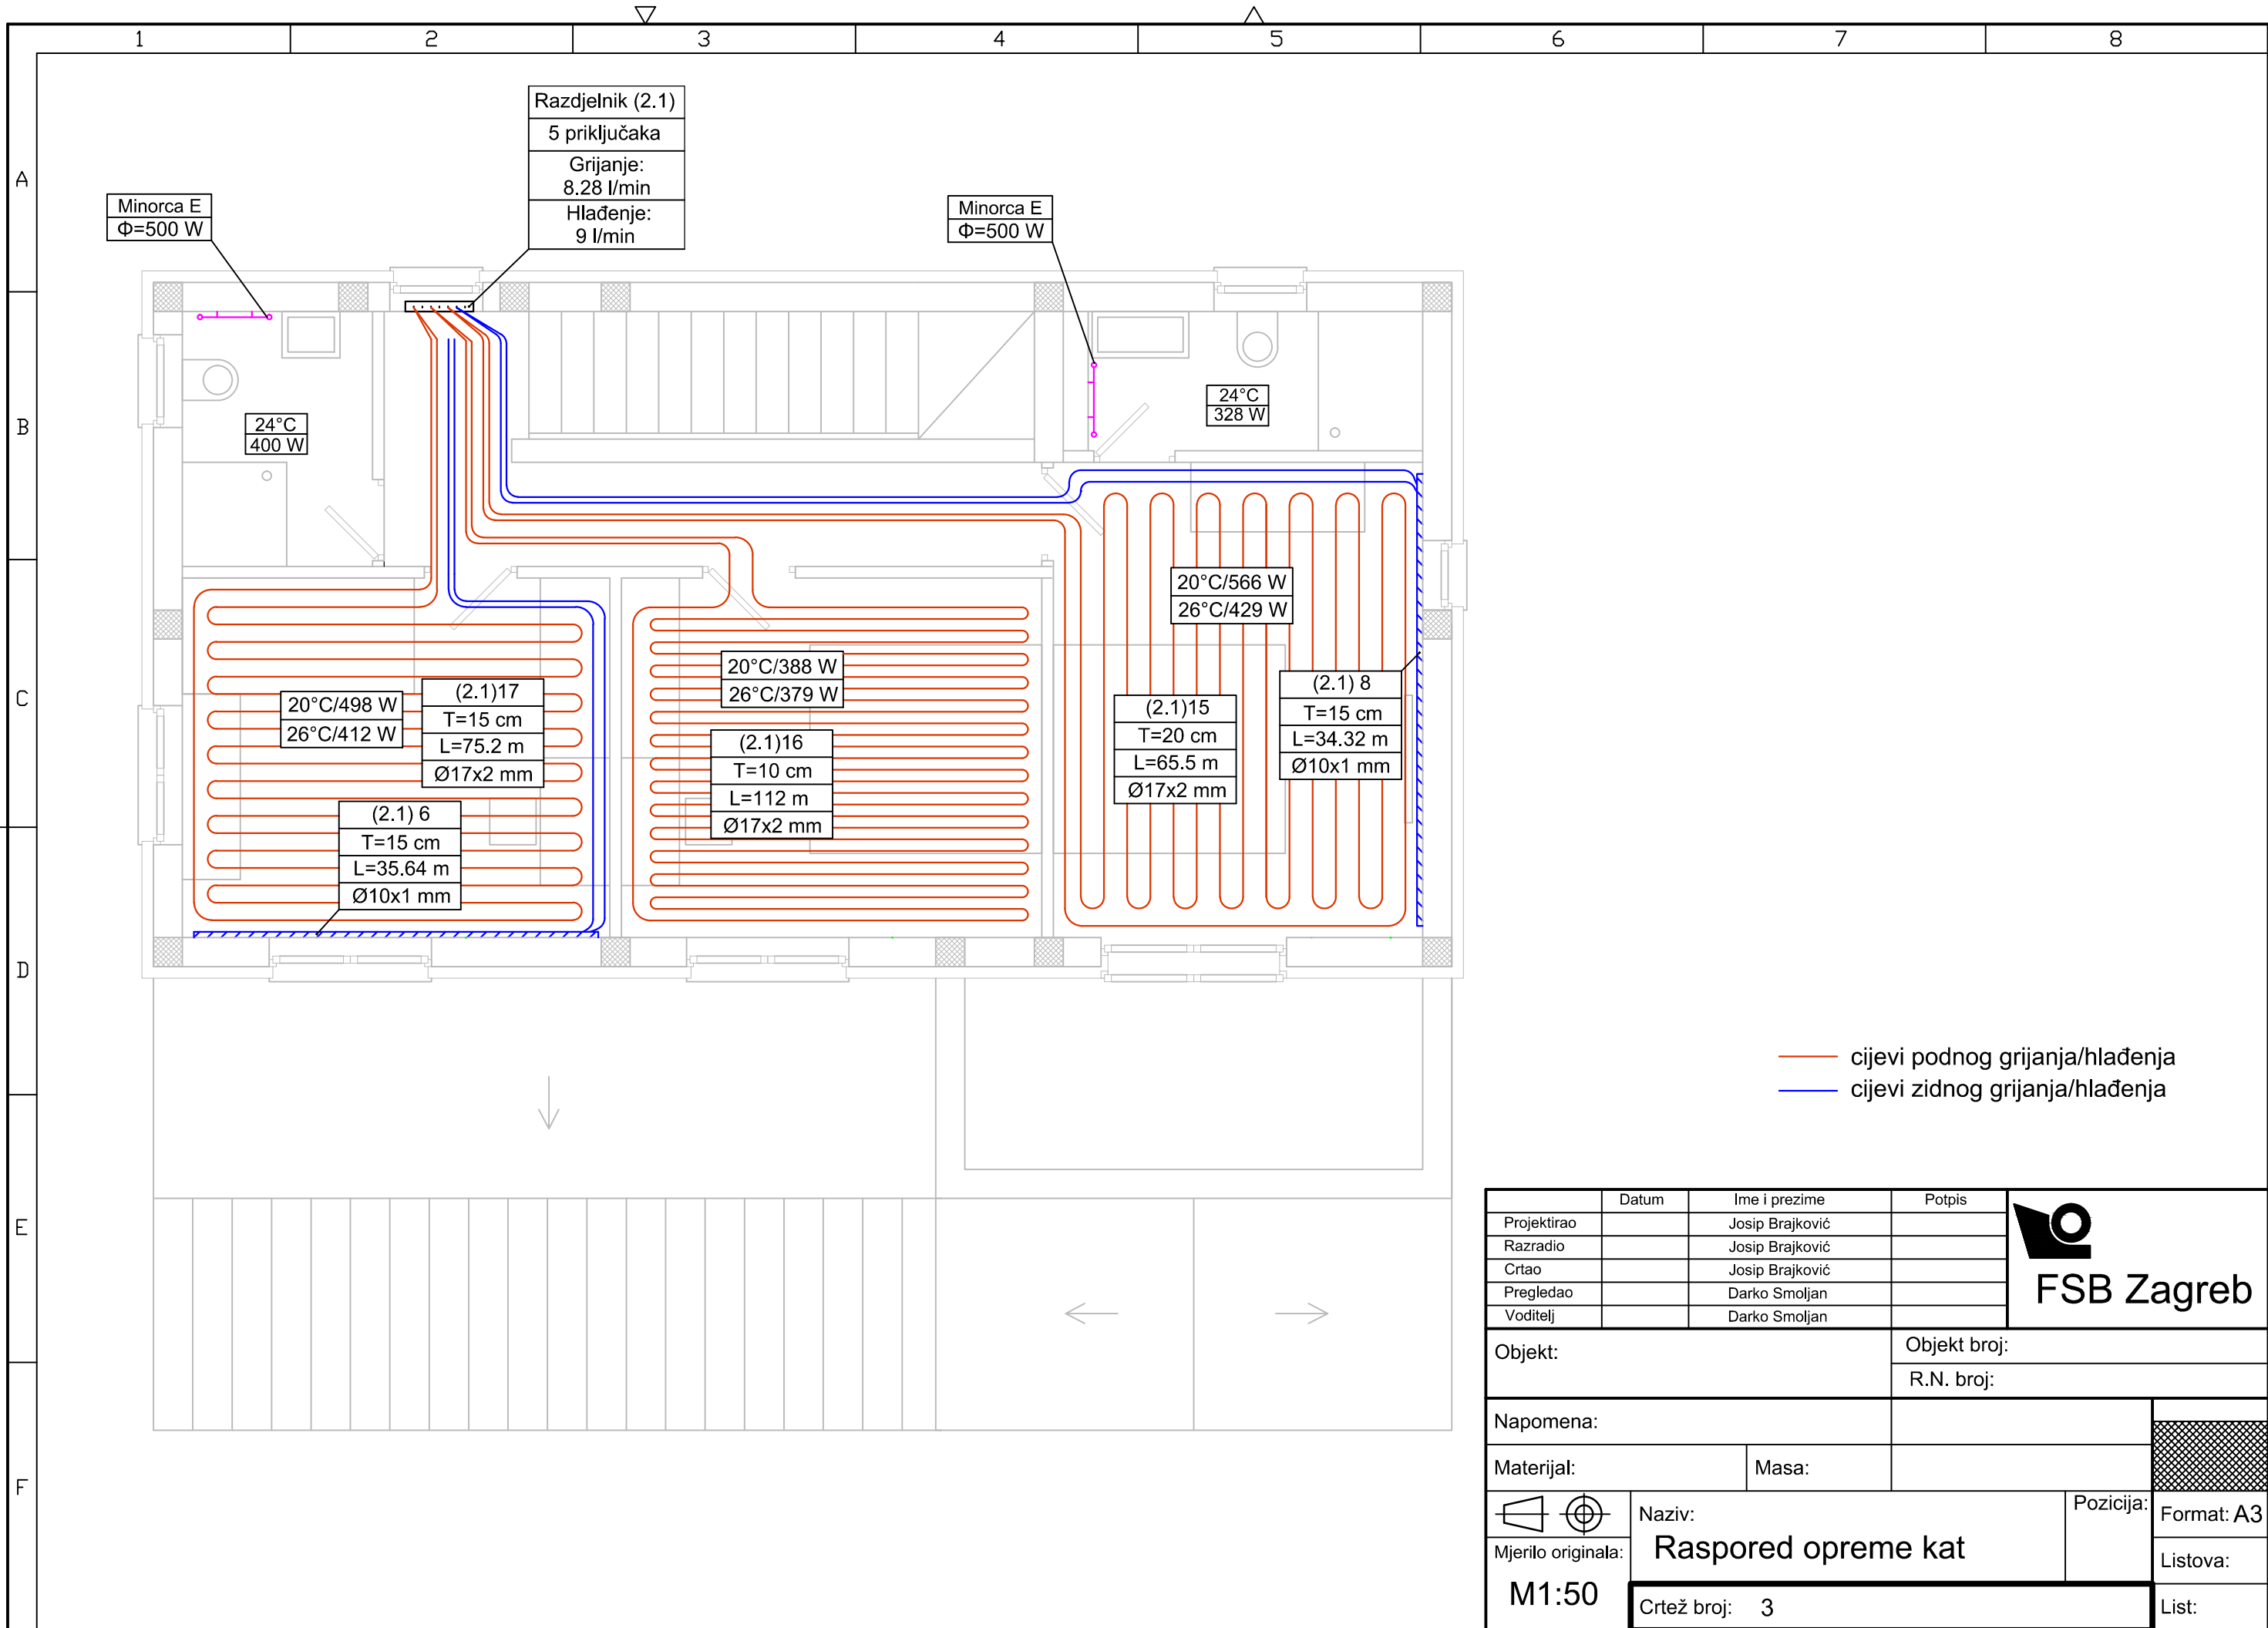 1 2 3 4 5 6 7 8
A
B
C
D
E
F
Razdjelnik (2.1)
5 priključaka
Grijanje:
8.28 l/min
Hlađenje:
9 l/min
Minorca E
Φ=500 W
Minorca E
Φ=500 W
24°C
400 W
24°C
328 W
20°C/566 W
26°C/429 W
20°C/388 W
26°C/379 W
20°C/498 W
26°C/412 W
(2.1)17
T=15 cm
L=75.2 m
Ø17x2 mm
(2.1)16
T=10 cm
L=112 m
Ø17x2 mm
(2.1)15
T=20 cm
L=65.5 m
Ø17x2 mm
(2.1) 8
T=15 cm
L=34.32 m
Ø10x1 mm
(2.1) 6
T=15 cm
L=35.64 m
Ø10x1 mm
cijevi podnog grijanja/hlađenja
cijevi zidnog grijanja/hlađenja
Datum Ime i prezime Potpis
Projektirao Josip Brajković
Razradio Josip Brajković
Crtao Josip Brajković
Pregledao Darko Smoljan
Voditelj Darko Smoljan
FSB Zagreb
Objekt: Objekt broj:
R.N. broj:
Napomena:
Materijal: Masa:
Naziv: Pozicija: Format: A3
Raspored opreme kat
Mjerilo originala: Listova:
M1:50
Crtež broj: 3 List: